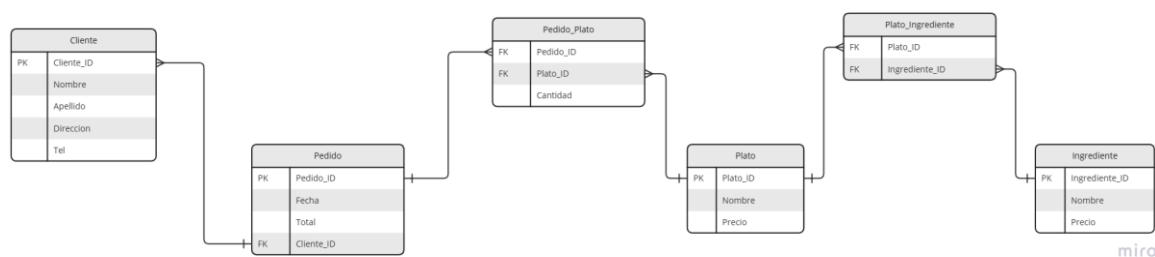 Cliente
PK Cliente_ID
Nombre
Apellido
Direccion
Tel
Pedido
PK Pedido_ID
Fecha
Total
FK Cliente_ID
Pedido_Plato
FK Pedido_ID
FK Plato_ID
Cantidad
Plato
PK Plato_ID
Nombre
Precio
Plato_Ingrediente
FK Plato_ID
FK Ingrediente_ID
Ingrediente
PK Ingrediente_ID
Nombre
Precio
miro